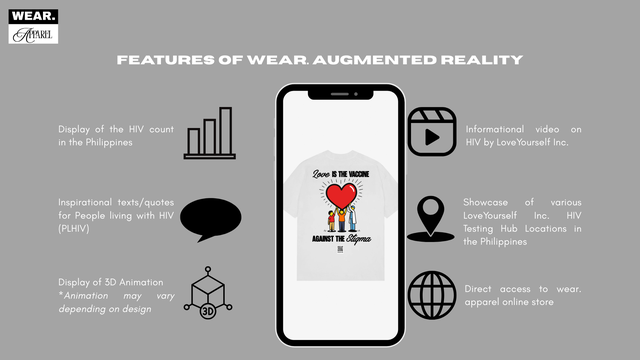 WEAR.
Apparel
FEATURES OF WEAR. AUGMENTED REALITY
Display of the HIV count
in the Philippines
Inspirational texts/quotes
for People living with HIV
(PLHIV)
Display of 3D Animation
*Animation may vary
depending on design
3D
Love IS THE VACCINE
AGAINST THE Stigma
Informational video on
HIV by LoveYourself Inc.
Showcase of various
LoveYourself Inc. HIV
Testing Hub Locations in
the Philippines
Direct access to wear.
apparel online store